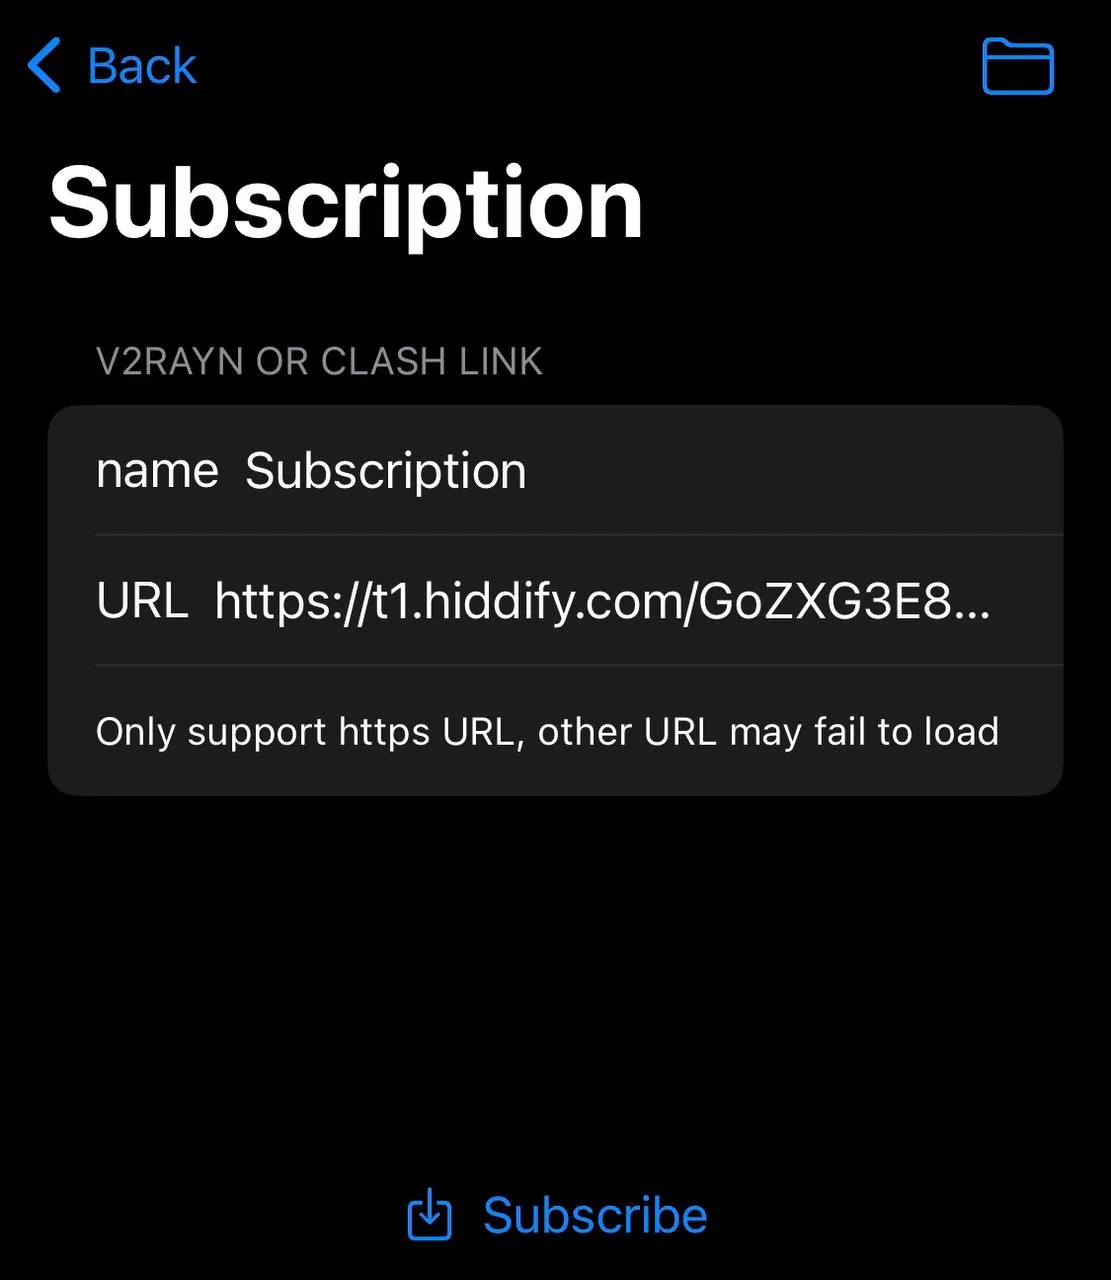 Back
Subscription
V2RAYN OR CLASH LINK
name Subscription
URL https://t1.hiddify.com/GoZXG3E8...
Only support https URL, other URL may fail to load
Subscribe